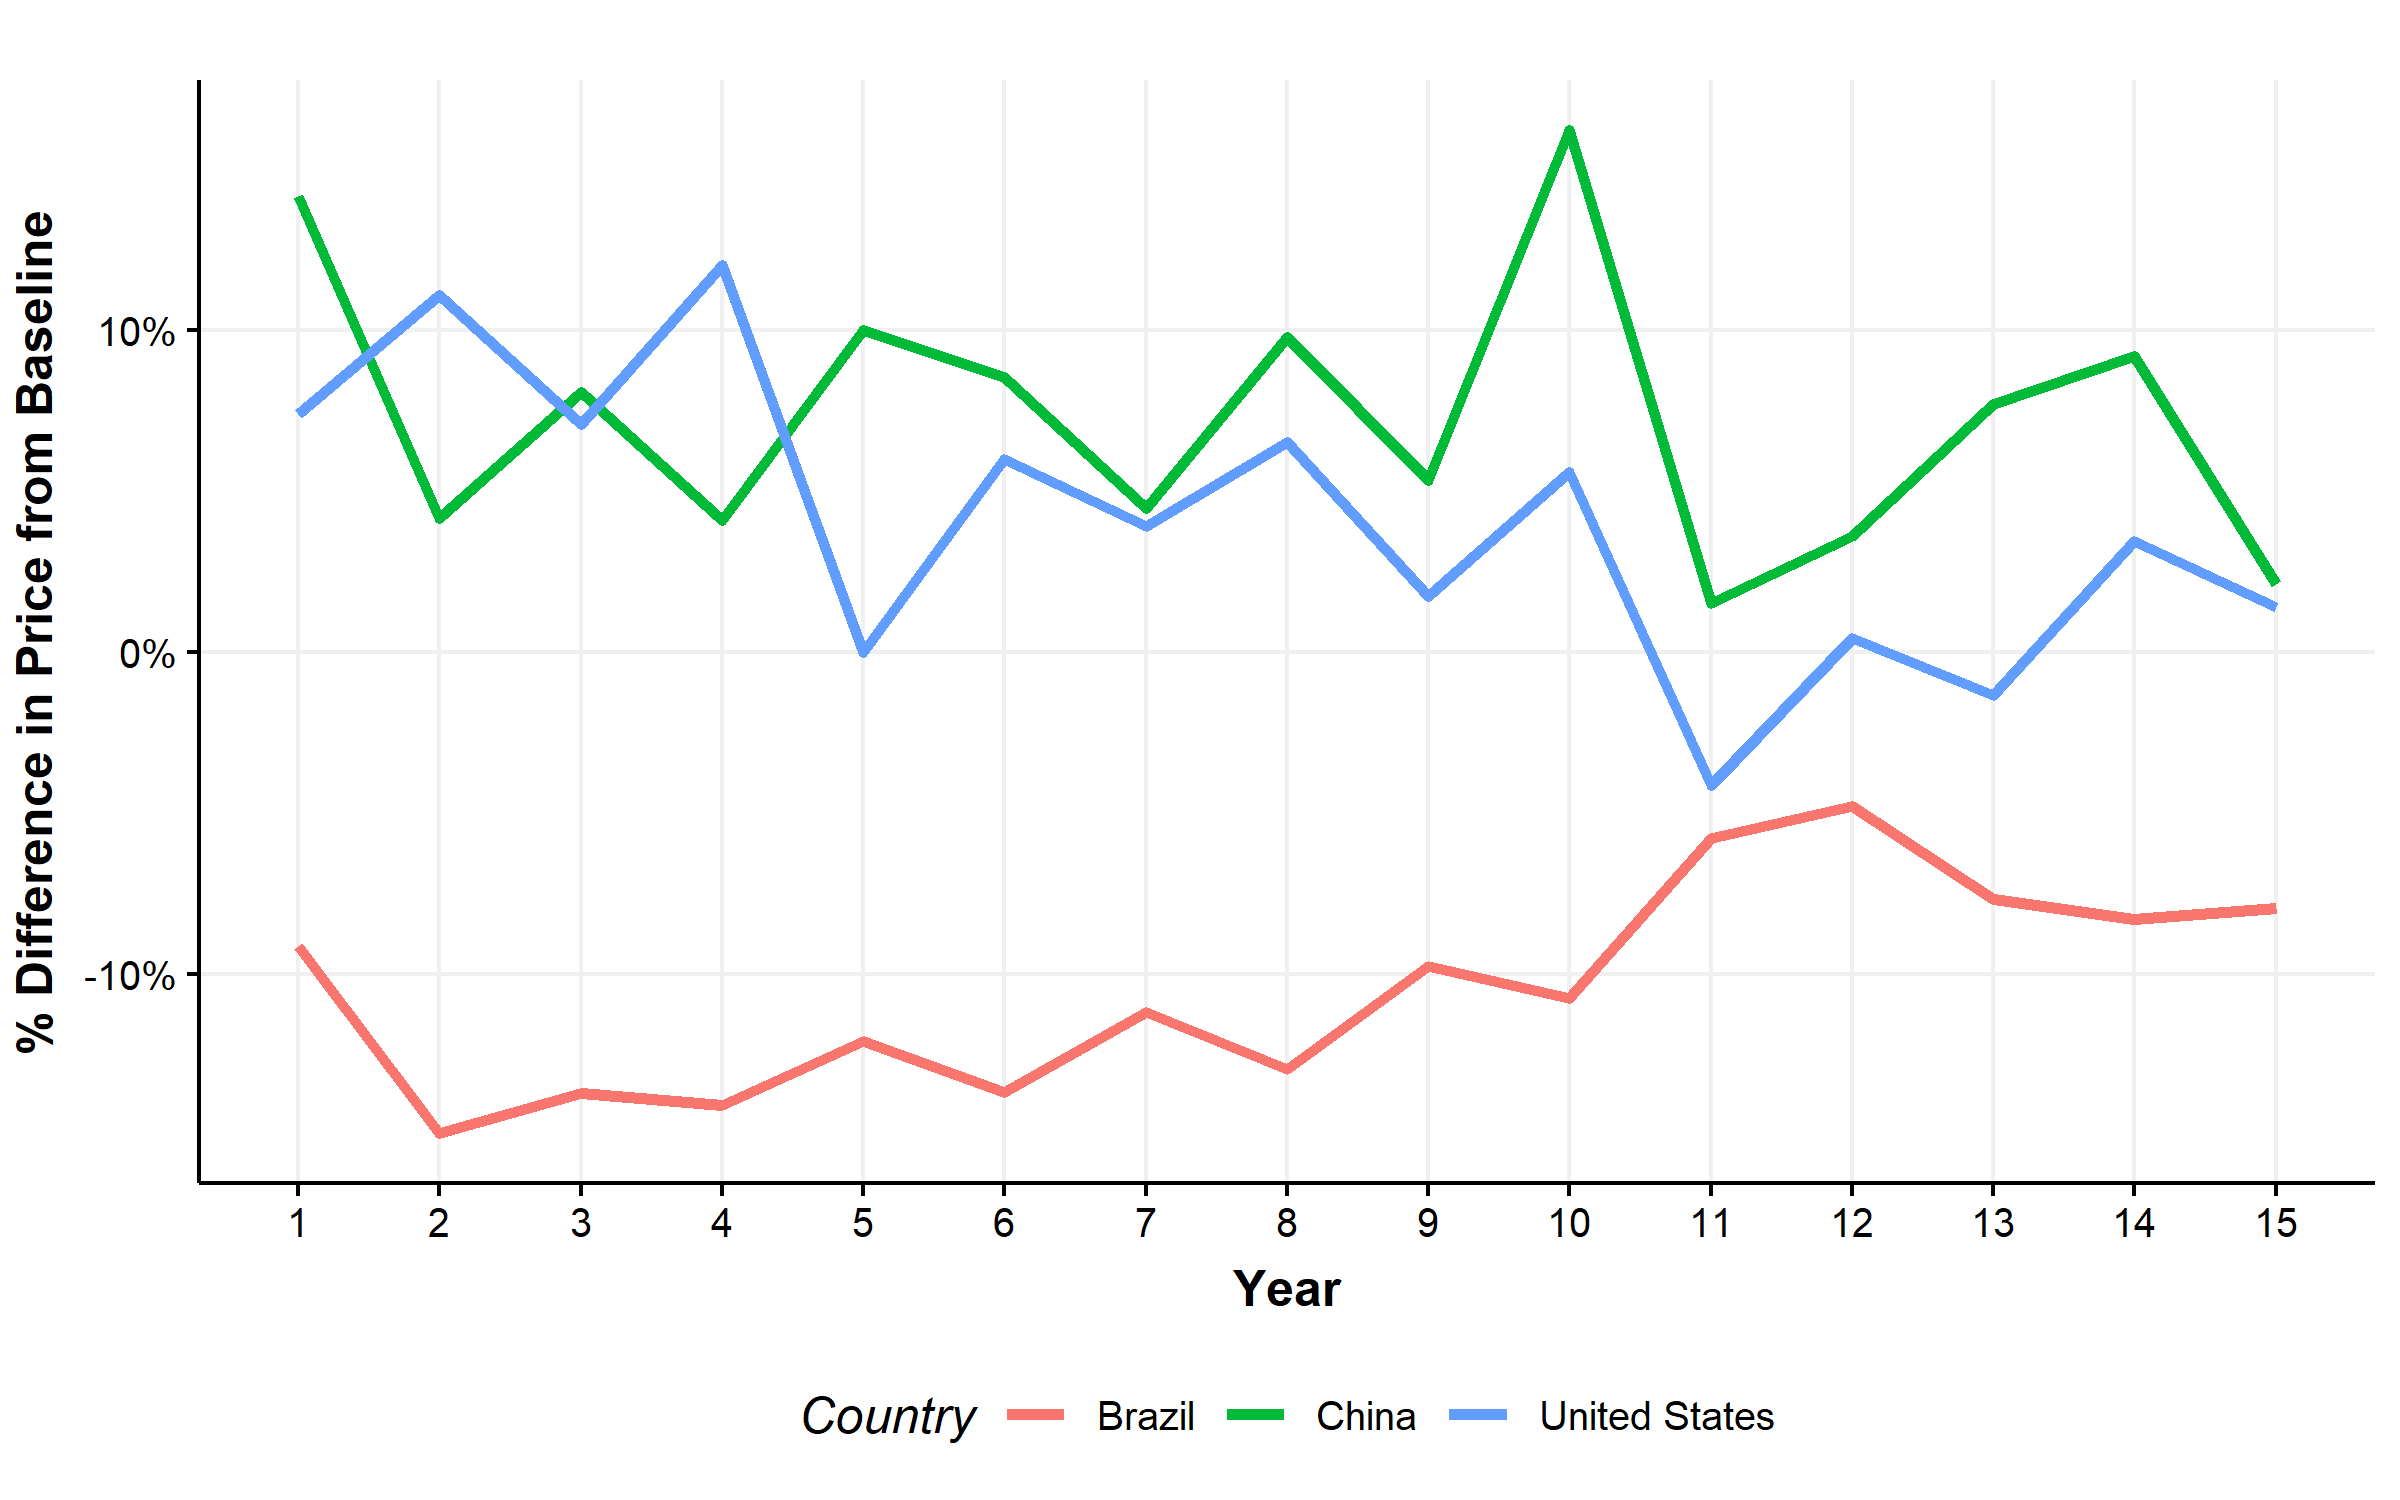 % Difference in Price from Baseline
10%
0%
-10%
1 2 3 4 5 6 7 8 9 10 11 12 13 14 15
Year
Country Brazil China United States